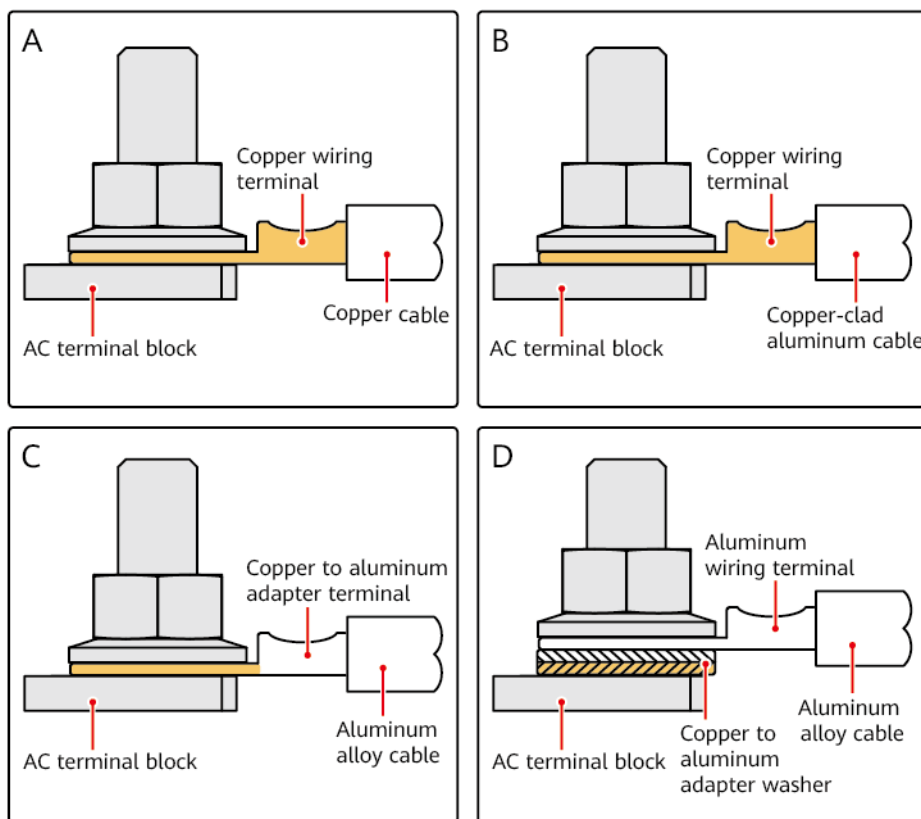 A
Copper wiring
terminal
Copper cable
AC terminal block
B
Copper wiring
terminal
Copper-clad
aluminum cable
AC terminal block
C
Copper to aluminum
adapter terminal
Aluminum
alloy cable
AC terminal block
D
Aluminum
wiring terminal
Aluminum
alloy cable
Copper to
aluminum
adapter washer
AC terminal block